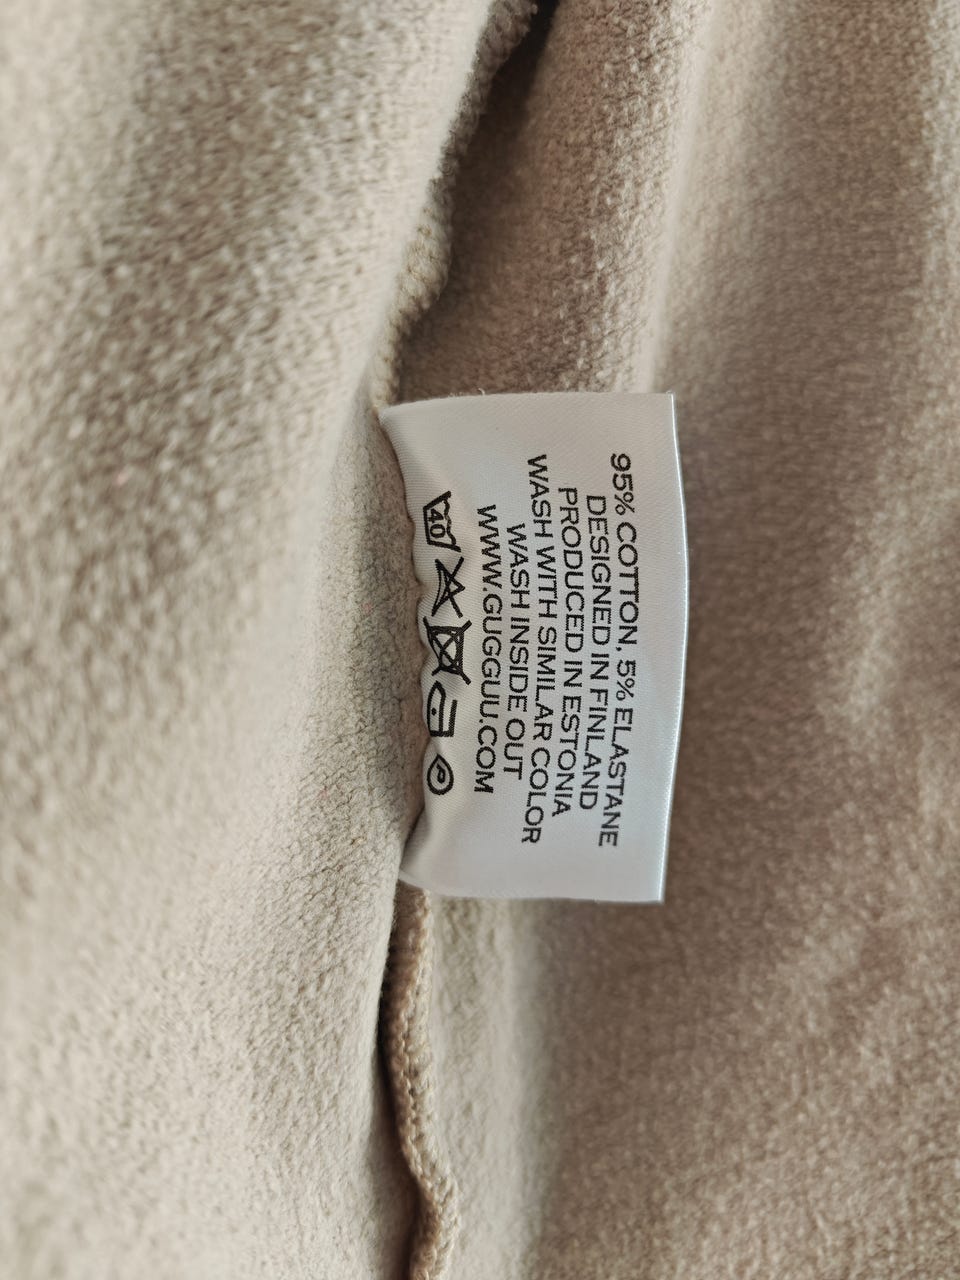 95% COTTON, 5% ELASTANE
DESIGNED IN FINLAND
PRODUCED IN ESTONIA
WASH WITH SIMILAR COLOR
WASH INSIDE OUT
WWW.GUGGUU.COM
40 P